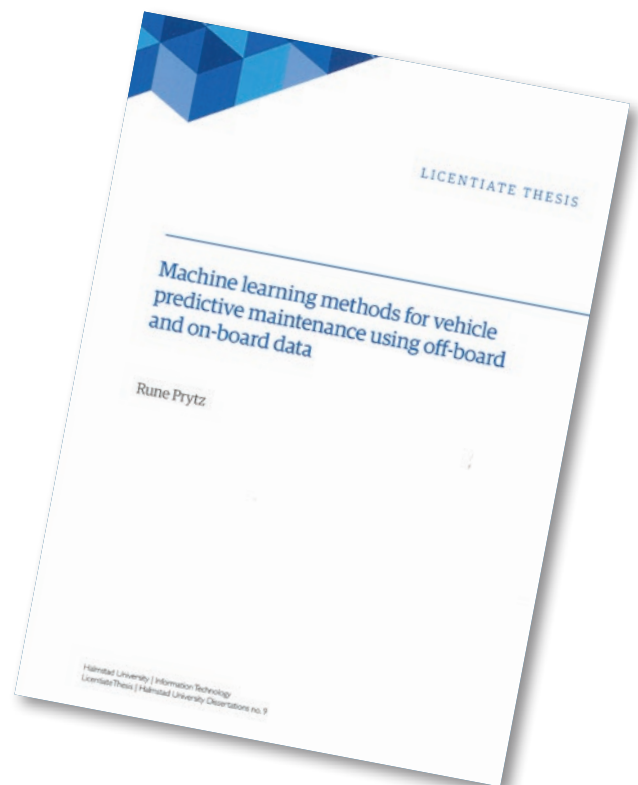 LICENTIATE THESIS
Machine learning methods for vehicle
predictive maintenance using off-board
and on-board data
Rune Prytz
Halmstad University | Information Technology
Licentiate Thesis | Halmstad University Dissertations no. 9